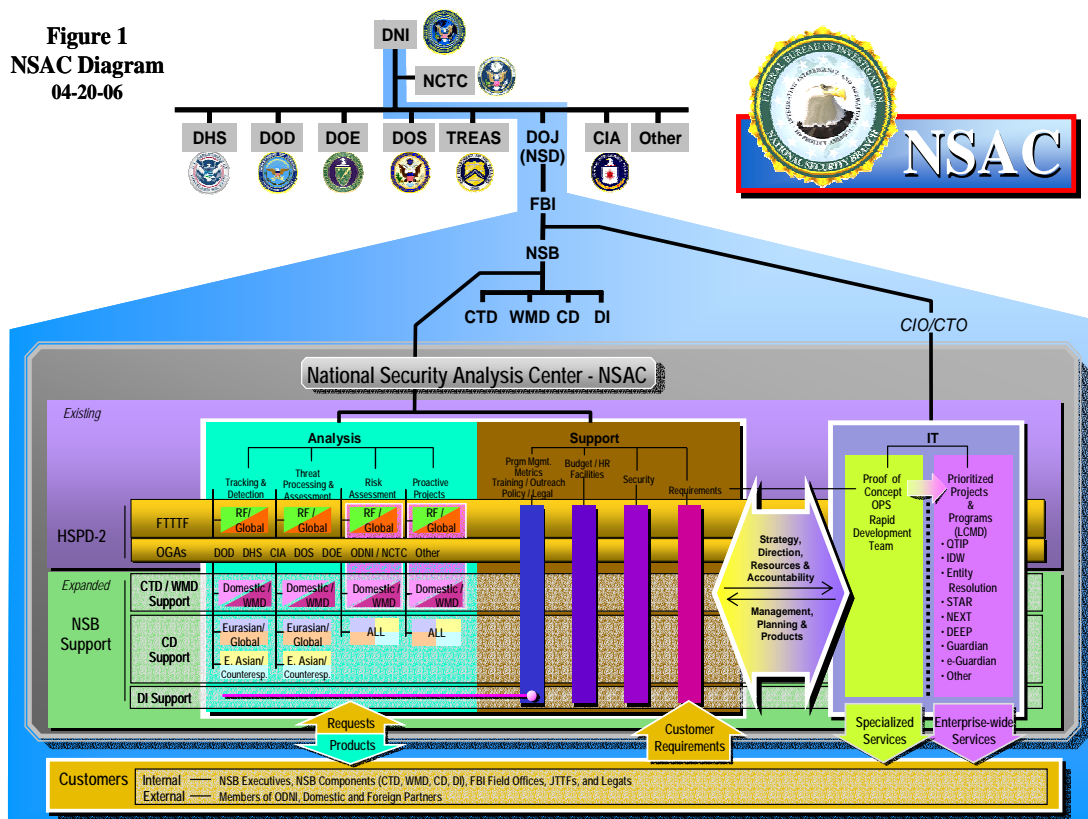 Figure 1
NSAC Diagram
04-20-06
DNI
NCTC
DHS
DOD
DOE
DOS
TREAS
DOJ
(NSD)
CIA
Other
FEDERAL BUREAU OF INVESTIGATION
NATIONAL SECURITY BRANCH
NSAC
FBI
NSB
CTD WMD CD DI
CIO/CTO
National Security Analysis Center - NSAC
Existing
Analysis
Tracking &
Detection
Threat
Processing
& Assessment
Risk
Assessment
Proactive
Projects
Support
Prgm Mgmt.
Metrics
Training / Outreach
Policy / Legal
Budget / HR
Facilities
Security
Requirements
IT
Proof of
Concept
OPS
Rapid
Development
Team
Prioritized
Projects
&
Programs
(LCMD)
• QTIP
• IDW
• Entity
Resolution
• STAR
• NEXT
• DEEP
• Guardian
• e-Guardian
• Other
HSPD-2
FTTTF
RF /
Global
RF /
Global
RF /
Global
RF /
Global
OGAs
DOD DHS CIA DOS DOE ODNI / NCTC Other
Strategy,
Direction,
Resources &
Accountability
Management,
Planning &
Products
Expanded
NSB
Support
CTD / WMD
Support
Domestic /
WMD
Domestic /
WMD
Domestic /
WMD
Domestic /
WMD
CD
Support
Eurasian/
Global
Eurasian/
Global
ALL
ALL
E. Asian/
Counteresp.
E. Asian/
Counteresp.
DI Support
Requests
Products
Customer
Requirements
Specialized
Services
Enterprise-wide
Services
Customers
Internal — NSB Executives, NSB Components (CTD, WMD, CD, DI), FBI Field Offices, JTTFs, and Legats
External — Members of ODNI, Domestic and Foreign Partners